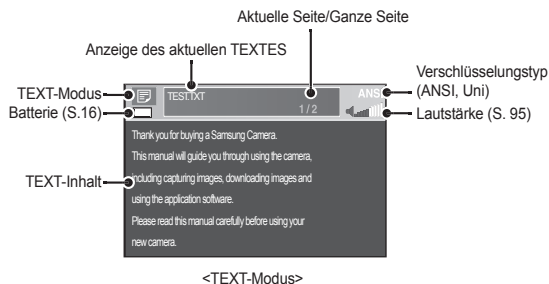 Aktuelle Seite/Ganze Seite
Anzeige des aktuellen TEXTES
TEXT-Modus
Batterie (S.16)
TEXT-Inhalt
Verschlüsselungstyp
(ANSI, Uni)
Lautstärke (S. 95)
TEST.TXT
ANSI
1 / 2
Thank you for buying a Samsung Camera.
This manual will guide you through using the camera,
including capturing images, downloading images and
using the application software.
Please read this manual carefully before using your
new camera.
<TEXT-Modus>